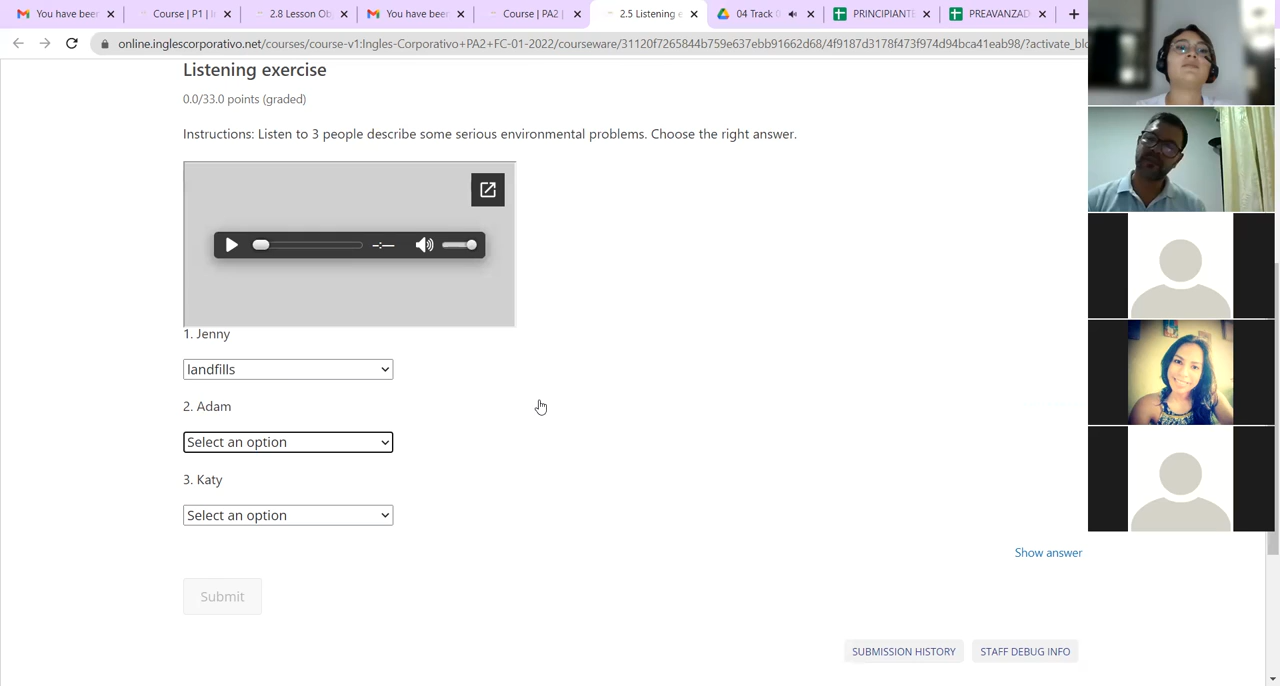 You have beer
Course | P1 | I
2.8 Lesson Ob
You have beer
Course | PA2 |
2.5 Listening e
04 Track 0
PRINCIPIANTE
PREAVANZAD
online.inglescorporativo.net/courses/course-v1:Ingles-Corporativo+PA2+FC-01-2022/courseware/31120f7265844b759e637ebb91662d68/4f9187d3178f473f974d94bca41eab98/?activate_blo
Listening exercise
0.0/33.0 points (graded)
Instructions: Listen to 3 people describe some serious environmental problems. Choose the right answer.
-:--
1. Jenny
landfills
2. Adam
Select an option
3. Katy
Select an option
Show answer
Submit
SUBMISSION HISTORY
STAFF DEBUG INFO